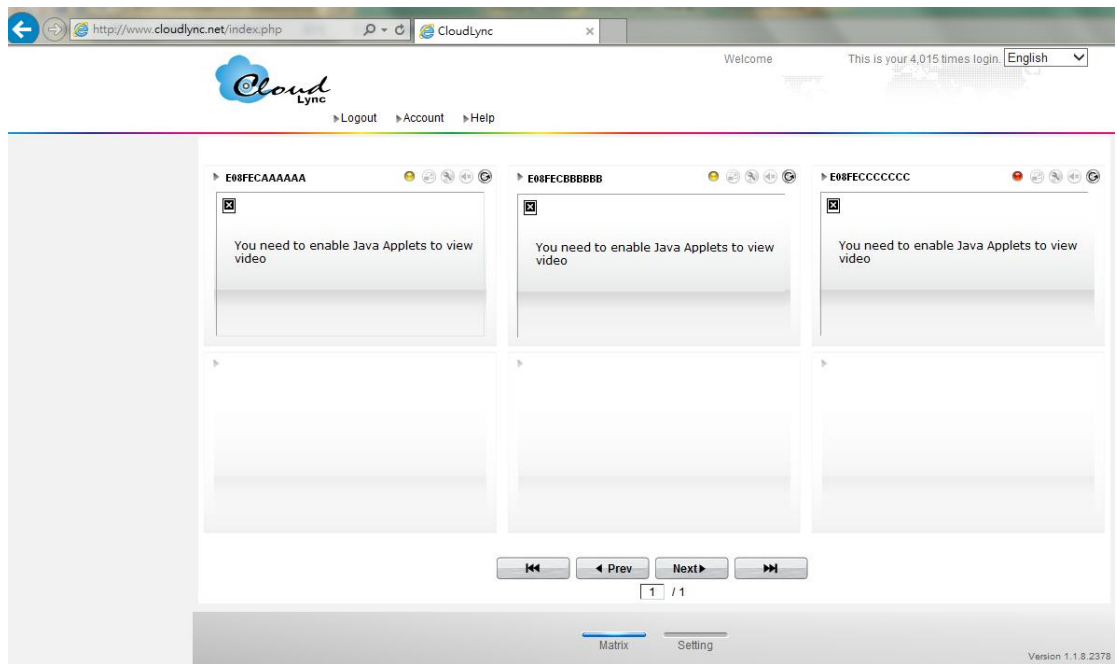 http://www.cloudlync.net/index.php
CloudLync
Cloud
Lync
Welcome
This is your 4,015 times login. English
Logout Account Help
E08FECAAAAAA
E08FECBBBBBB
E08FECCCCCCC
You need to enable Java Applets to view
video
You need to enable Java Applets to view
video
You need to enable Java Applets to view
video
Prev
Next
1 / 1
Matrix
Setting
Version 1.1.8.2378